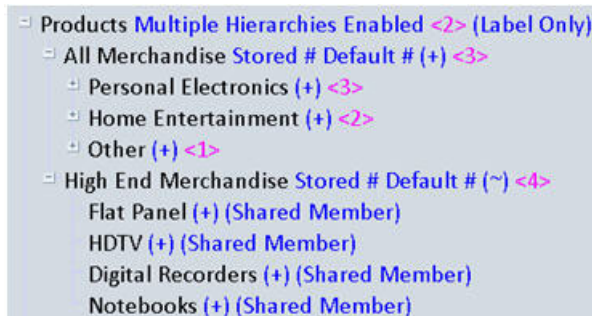 Products Multiple Hierarchies Enabled <2> (Label Only)
All Merchandise Stored # Default # (+) <3>
Personal Electronics (+) <3>
Home Entertainment (+) <2>
Other (+) <1>
High End Merchandise Stored # Default # (~) <4>
Flat Panel (+) (Shared Member)
HDTV (+) (Shared Member)
Digital Recorders (+) (Shared Member)
Notebooks (+) (Shared Member)